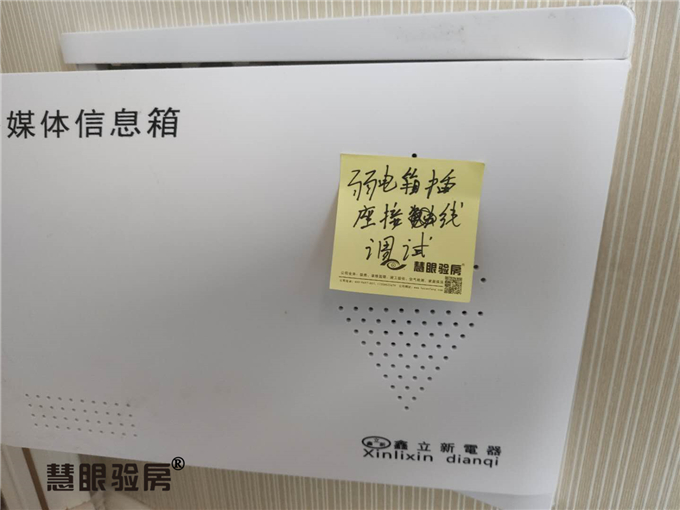 媒体信息箱
弱电箱插
座接线
调试
慧眼验房®
鑫立新電器
Xinlixin dianqi
慧眼验房®